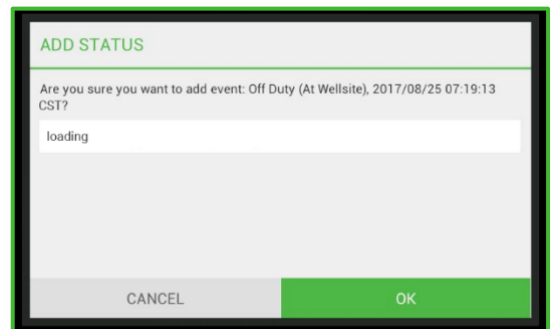 ADD STATUS
Are you sure you want to add event: Off Duty (At Wellsite), 2017/08/25 07:19:13
CST?
loading
CANCEL
OK